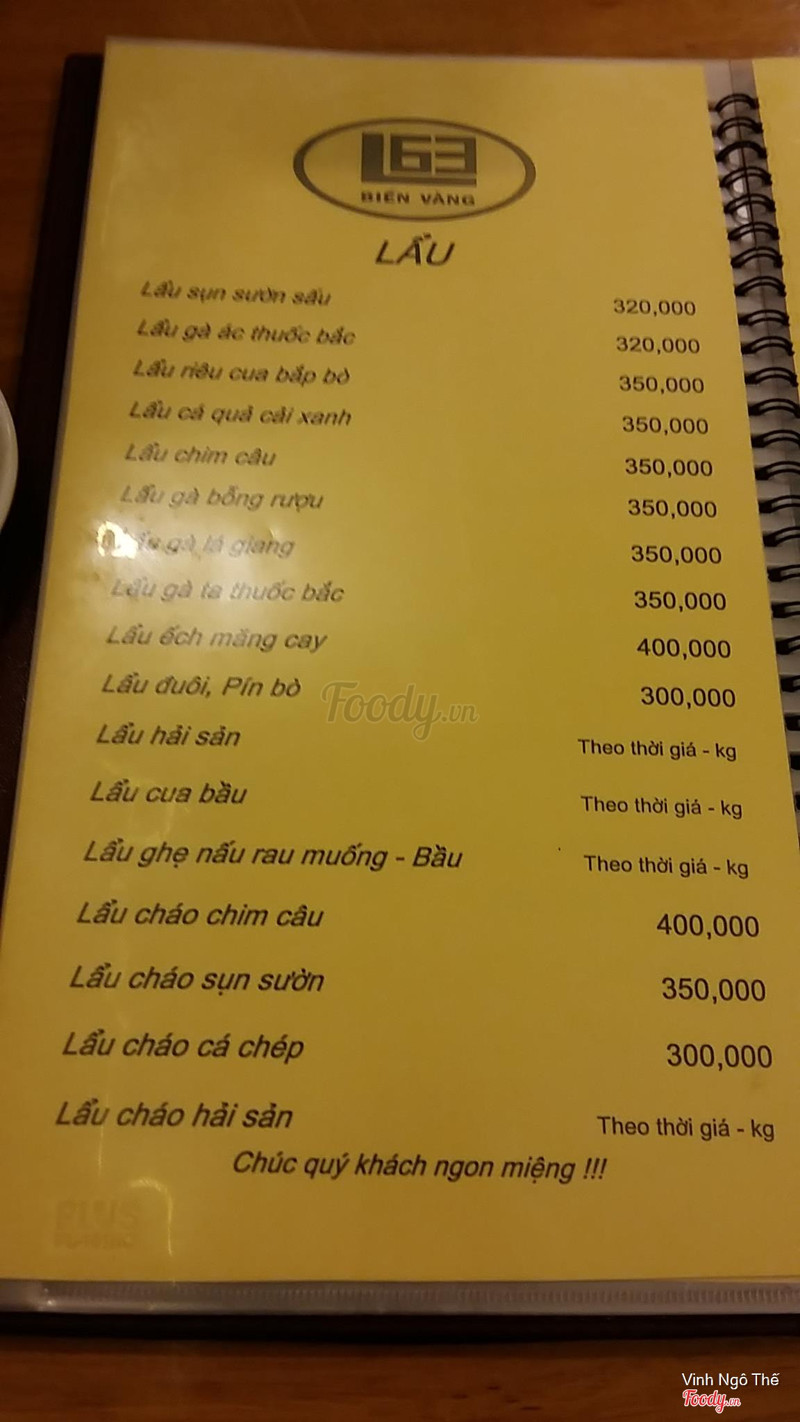 L63
BIỂN VÀNG
LẨU
Lẩu sụn sườn sấu 320,000
Lẩu gà ác thuốc bắc 320,000
Lẩu riêu cua bắp bò 350,000
Lẩu cá quả cải xanh 350,000
Lẩu chim câu 350,000
Lẩu gà bỗng rượu 350,000
Lẩu gà lá giang 350,000
Lẩu gà ta thuốc bắc 350,000
Lẩu ếch măng cay 400,000
Lẩu đuôi, Pín bò 300,000
Foody.vn
Lẩu hải sản Theo thời giá - kg
Lẩu cua bầu Theo thời giá - kg
Lẩu ghẹ nấu rau muống - Bầu Theo thời giá - kg
Lẩu cháo chim câu 400,000
Lẩu cháo sụn sườn 350,000
Lẩu cháo cá chép 300,000
Lẩu cháo hải sản Theo thời giá - kg
Chúc quý khách ngon miệng !!!
PLUS
Vinh Ngô Thế
Foody.vn